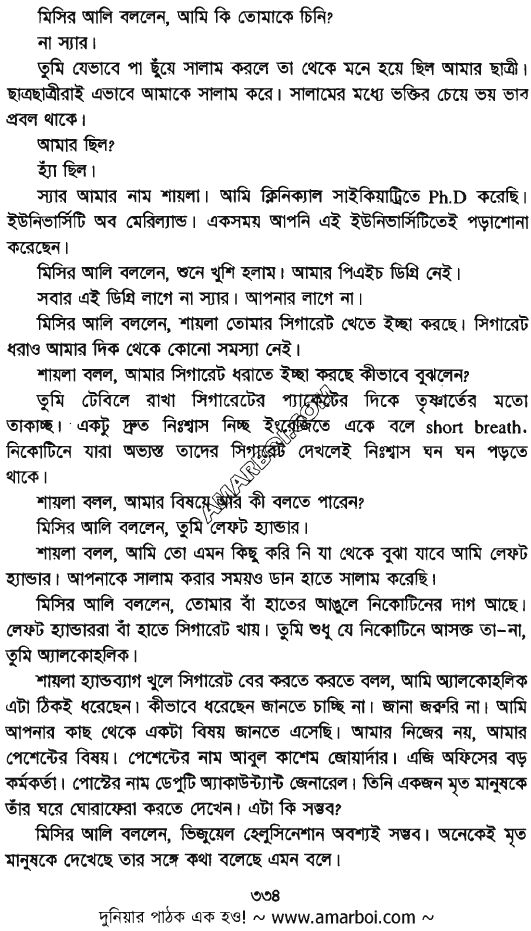 মিসির আলি বললেন, আমি কি তোমাকে চিনি?
না স্যার।
তুমি যেভাবে পা ছুঁয়ে সালাম করলে তা থেকে মনে হয়ে ছিল আমার ছাত্রী।
ছাত্রছাত্রীরাই এভাবে আমাকে সালাম করে। সালামের মধ্যে ভক্তির চেয়ে ভয় ভাব
প্রবল থাকে।
আমার ছিল?
হ্যাঁ ছিল।
স্যার আমার নাম শায়লা। আমি ক্লিনিক্যাল সাইকিয়াট্রিতে Ph.D করেছি।
ইউনিভার্সিটি অব মেরিল্যান্ড। একসময় আপনি এই ইউনিভার্সিটিতেই পড়াশোনা
করেছেন।
মিসির আলি বললেন, শুনে খুশি হলাম। আমার পিএইচ ডিগ্রি নেই।
সবার এই ডিগ্রি লাগে না স্যার। আপনার লাগে না।
মিসির আলি বললেন, শায়লা তোমার সিগারেট খেতে ইচ্ছা করছে। সিগারেট
ধরাও আমার দিক থেকে কোনো সমস্যা নেই।
শায়লা বলল, আমার সিগারেট ধরাতে ইচ্ছা করছে কীভাবে বুঝলেন?
তুমি টেবিলে রাখা সিগারেটের প্যাকেটের দিকে তৃষ্ণার্তের মতো
তাকাচ্ছ। একটু দ্রুত নিঃশ্বাস নিচ্ছ ইংরেজিতে একে বলে short breath.
নিকোটিনে যারা অভ্যস্ত তাদের সিগারেট দেখলেই নিঃশ্বাস ঘন ঘন পড়তে
থাকে।
শায়লা বলল, আমার বিষয়ে আর কী বলতে পারেন?
মিসির আলি বললেন, তুমি লেফট হ্যান্ডার।
শায়লা বলল, আমি তো এমন কিছু করি নি যা থেকে বুঝা যাবে আমি লেফট
হ্যান্ডার। আপনাকে সালাম করার সময়ও ডান হাতে সালাম করেছি।
মিসির আলি বললেন, তোমার বাঁ হাতের আঙুলে নিকোটিনের দাগ আছে।
লেফট হ্যান্ডাররা বাঁ হাতে সিগারেট খায়। তুমি শুধু যে নিকোটিনে আসক্ত তা-না,
তুমি অ্যালকোহলিক।
শায়লা হ্যান্ডব্যাগ খুলে সিগারেট বের করতে করতে বলল, আমি অ্যালকোহলিক
এটা ঠিকই ধরেছেন। কীভাবে ধরেছেন জানতে চাচ্ছি না। জানা জরুরি না। আমি
আপনার কাছ থেকে একটা বিষয় জানতে এসেছি। আমার নিজের নয়, আমার
পেশেন্টের বিষয়। পেশেন্টের নাম আবুল কাশেম জোয়ার্দার। এজি অফিসের বড়
কর্মকর্তা। পোস্টের নাম ডেপুটি অ্যাকাউন্ট্যান্ট জেনারেল। তিনি একজন মৃত মানুষকে
তাঁর ঘরে ঘোরাফেরা করতে দেখেন। এটা কি সম্ভব?
মিসির আলি বললেন, ভিজুয়েল হেলুসিনেশান অবশ্যই সম্ভব। অনেকেই মৃত
মানুষকে দেখেছে তার সঙ্গে কথা বলেছে এমন বলে।
৩৩৪
দুনিয়ার পাঠক এক হও! ~ www.amarboi.com ~
AMARBOI.COM